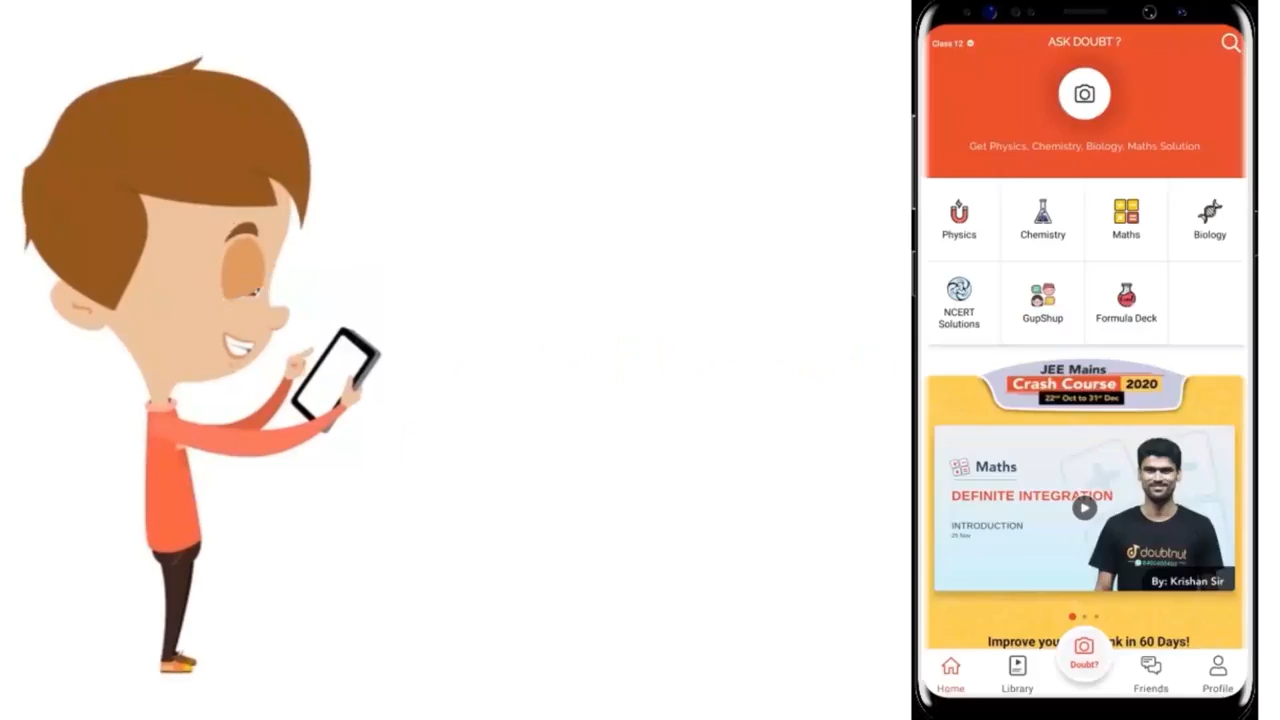 Class 12
ASK DOUBT ?
Get Physics, Chemistry, Biology, Maths Solution
Physics
Chemistry
Maths
Biology
NCERT
Solutions
GupShup
Formula Deck
JEE Mains
Crash Course 2020
22nd Oct to 31st Dec
Maths
DEFINITE INTEGRATION
INTRODUCTION
doubtnut
By: Krishan Sir
Improve you nk in 60 Days!
Doubt?
Home
Library
Friends
Profile